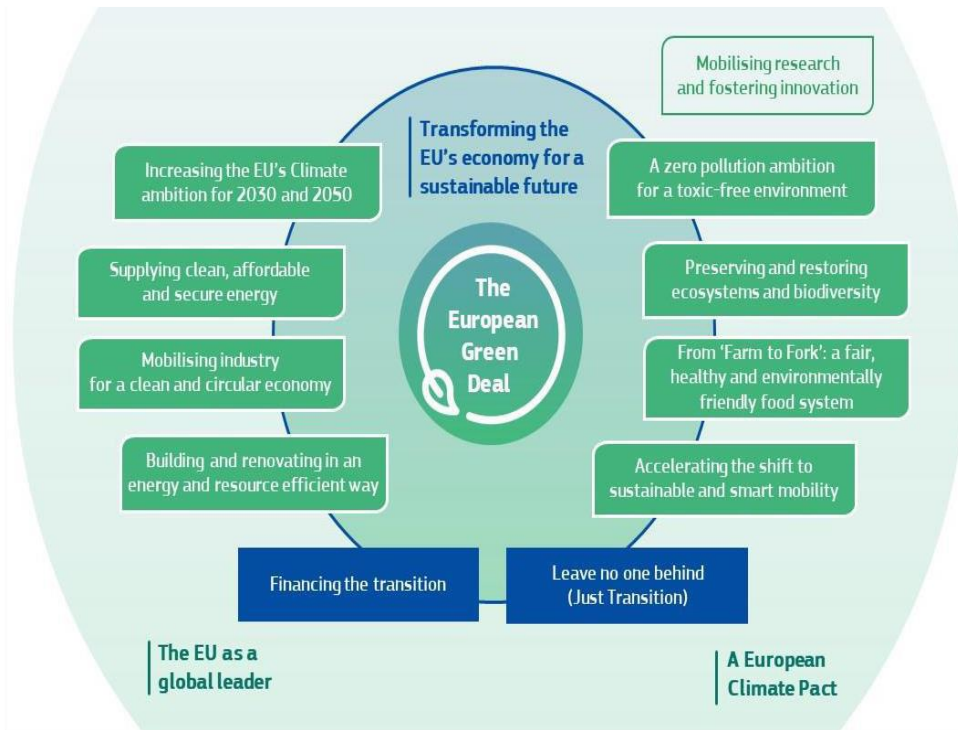 Mobilising research
and fostering innovation
Transforming the
EU's economy for a
sustainable future
Increasing the EU's Climate
ambition for 2030 and 2050
A zero pollution ambition
for a toxic-free environment
Supplying clean, affordable
and secure energy
The
European
Green
Deal
Preserving and restoring
ecosystems and biodiversity
Mobilising industry
for a clean and circular economy
From ‘Farm to Fork’: a fair,
healthy and environmentally
friendly food system
Building and renovating in an
energy and resource efficient way
Accelerating the shift to
sustainable and smart mobility
Financing the transition
Leave no one behind
(Just Transition)
The EU as a
global leader
A European
Climate Pact